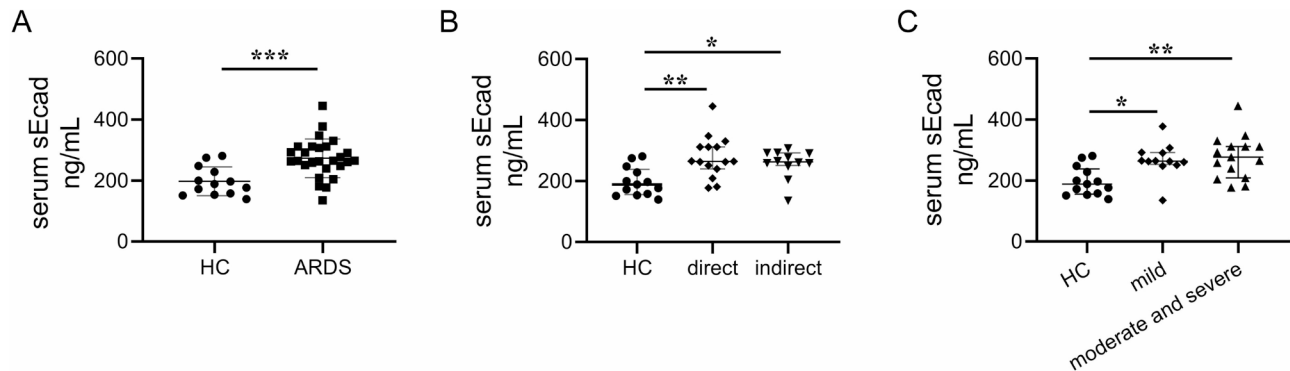 A
serum sEcad
ng/mL
600
400
200
0
***
HC
ARDS
B
serum sEcad
ng/mL
600
400
200
0
*
**
HC
direct
indirect
C
serum sEcad
ng/mL
600
400
200
0
**
*
HC
mild
moderate and severe